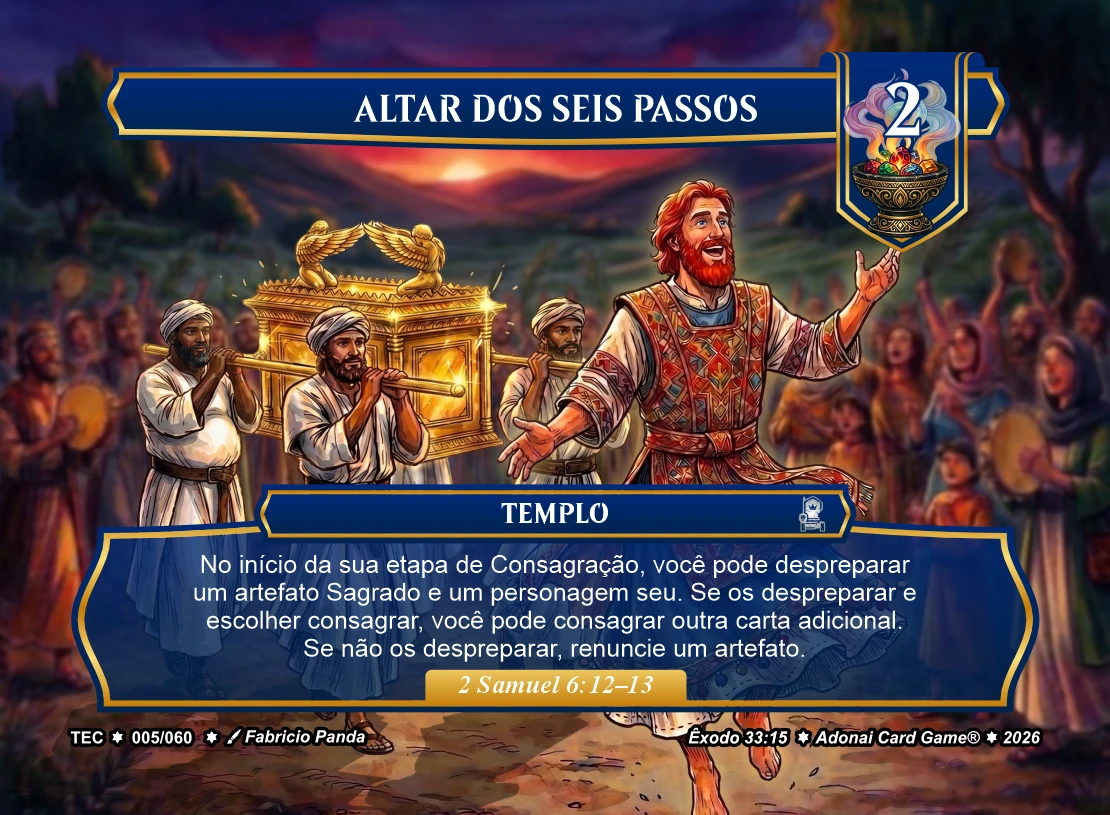 ALTAR DOS SEIS PASSOS
2
TEMPLO
No início da sua etapa de Consagração, você pode despreparar
um artefato Sagrado e um personagem seu. Se os despreparar e
escolher consagrar, você pode consagrar outra carta adicional.
Se não os despreparar, renuncie um artefato.
2 Samuel 6:12–13
TEC ✶ 005/060 ✶ Fabricio Panda
Êxodo 33:15 ✶ Adonai Card Game® ✶ 2026